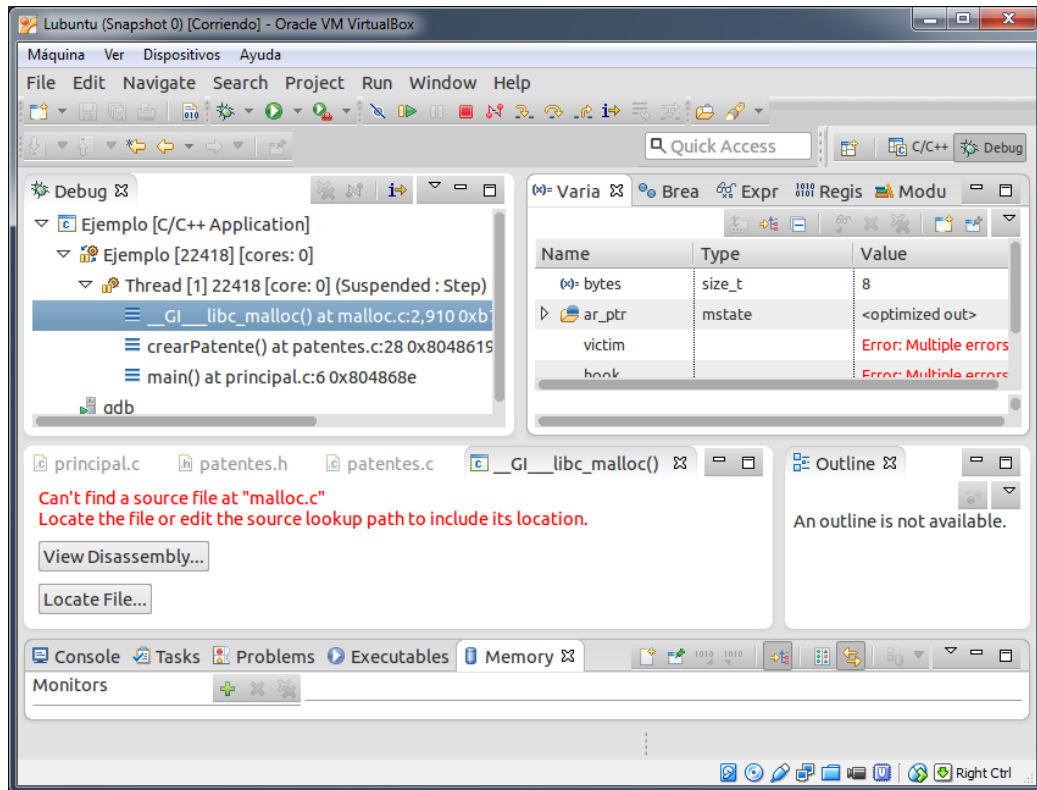 Lubuntu (Snapshot 0) [Corriendo] - Oracle VM VirtualBox
Máquina Ver Dispositivos Ayuda
File Edit Navigate Search Project Run Window Help
Quick Access
C/C++
Debug
Debug
Ejemplo [C/C++ Application]
Ejemplo [22418] [cores: 0]
Thread [1] 22418 [core: 0] (Suspended : Step)
__GI___libc_malloc() at malloc.c:2,910 0xb7
crearPatente() at patentes.c:28 0x8048619
main() at principal.c:6 0x804868e
gdb
(x)= Varia Brea Expr Regis Modu
Name Type Value
(x)= bytes size_t 8
ar_ptr mstate <optimized out>
victim Error: Multiple errors
hook Error: Multiple errors
principal.c patentes.h patentes.c __GI___libc_malloc()
Can't find a source file at "malloc.c"
Locate the file or edit the source lookup path to include its location.
View Disassembly...
Locate File...
Outline
An outline is not available.
Console Tasks Problems Executables Memory
Monitors
Right Ctrl